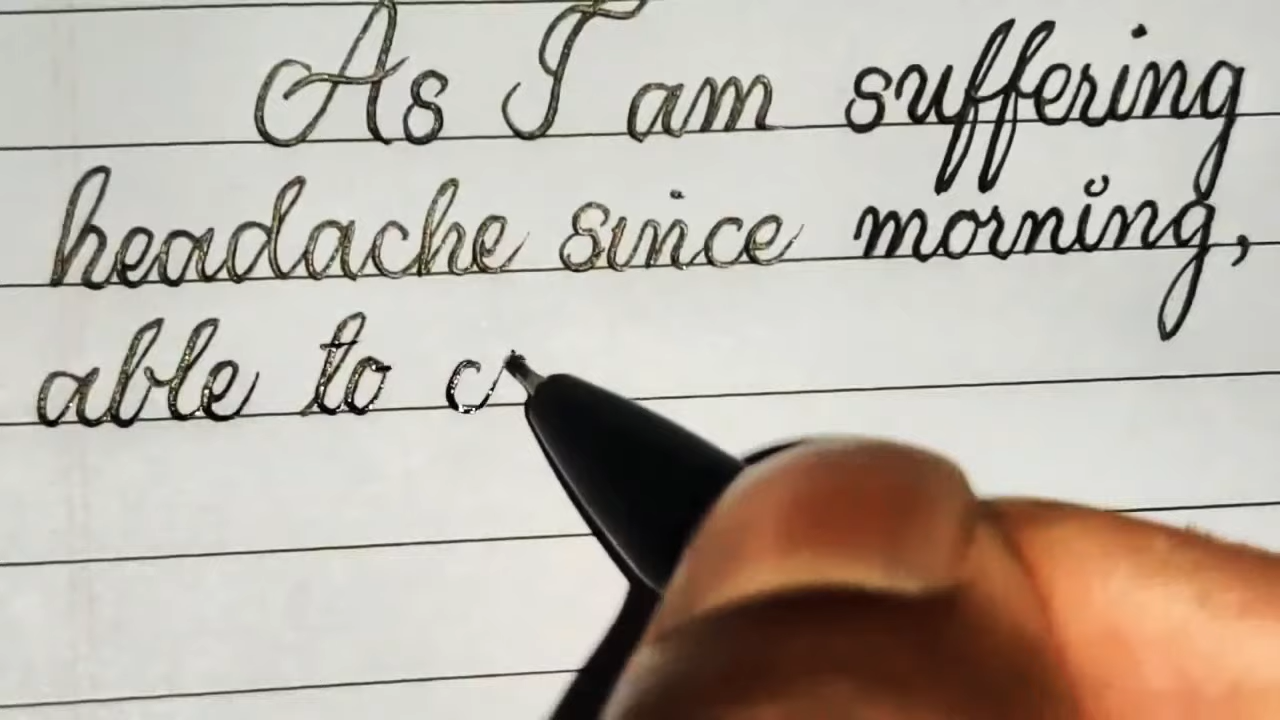 As I am suffering
headache since morning,
able to